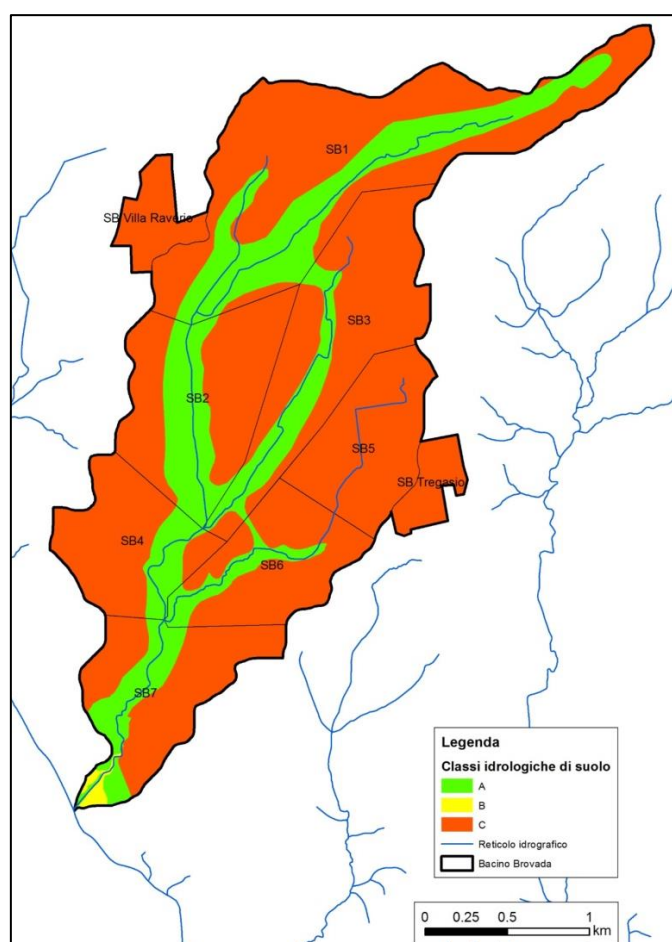 SB1
SB Villa Raverio
SB3
SB2
SB5
SB Tregasio
SB4
SB6
SB7
Legenda
Classi idrologiche di suolo
A
B
C
Reticolo idrografico
Bacino Brovada
0 0.25 0.5 1
km